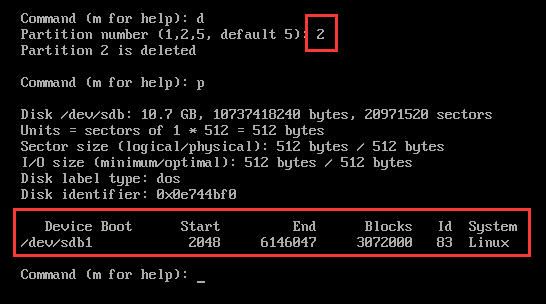 Command (m for help): d
Partition number (1,2,5, default 5): 2
Partition 2 is deleted
Command (m for help): p
Disk /dev/sdb: 10.7 GB, 10737418240 bytes, 20971520 sectors
Units = sectors of 1 * 512 = 512 bytes
Sector size (logical/physical): 512 bytes / 512 bytes
I/O size (minimum/optimal): 512 bytes / 512 bytes
Disk label type: dos
Disk identifier: 0x0e744bf0
Device Boot Start End Blocks Id System
/dev/sdb1 2048 6146047 3072000 83 Linux
Command (m for help): _